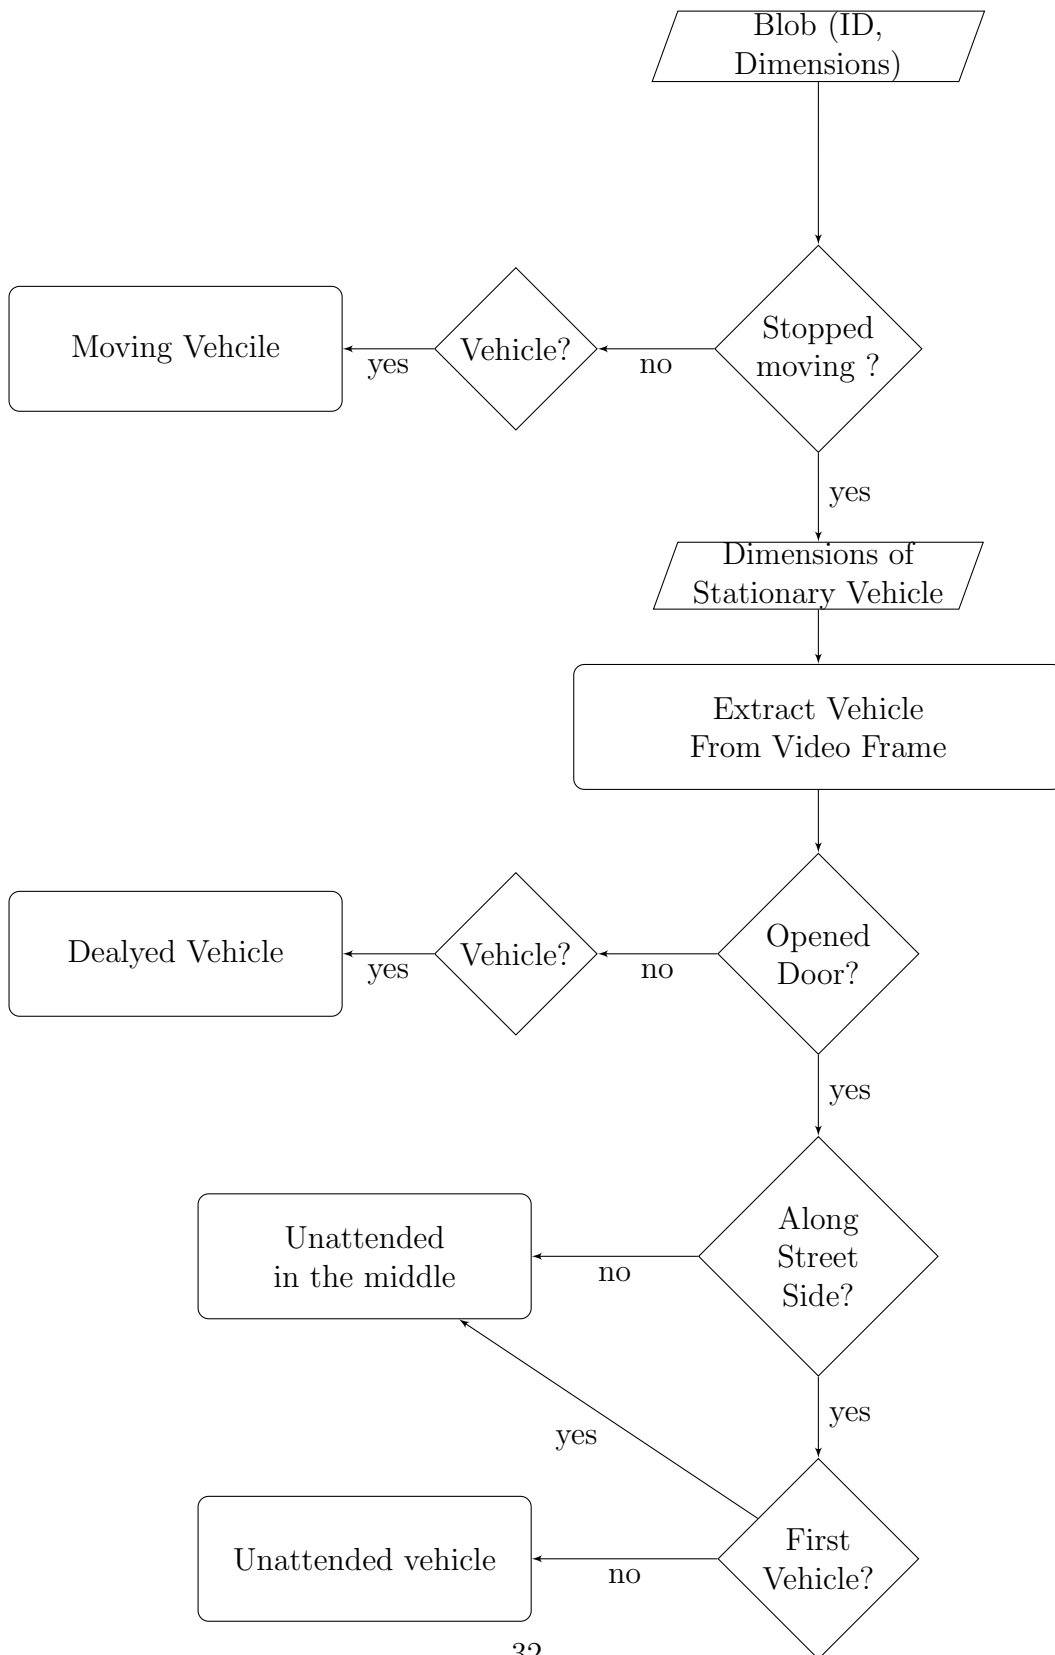 Blob (ID,
Dimensions)
Moving Vehcile
yes
Vehicle?
no
Stopped
moving ?
yes
Dimensions of
Stationary Vehicle
Extract Vehicle
From Video Frame
Dealyed Vehicle
yes
Vehicle?
no
Opened
Door?
yes
Unattended
in the middle
no
Along
Street
Side?
yes
yes
Unattended vehicle
no
First
Vehicle?
32